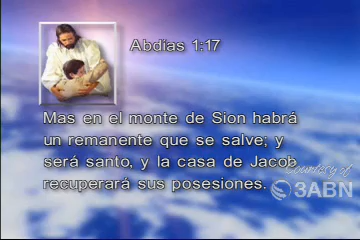 Abdías 1:17
Mas en el monte de Sion habrá
un remanente que se salve; y
será santo, y la casa de Jacob
recuperará sus posesiones.
Courtesy of
3ABN